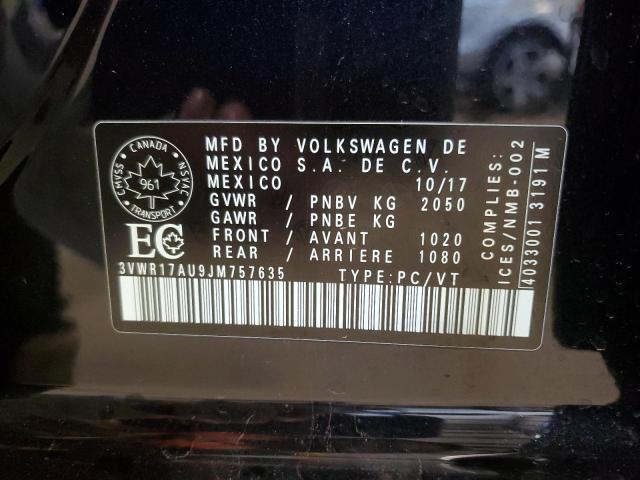 CANADA
CMVSS
NSVAC
961
TRANSPORT
EC
MFD BY VOLKSWAGEN DE
MEXICO S.A. DE C.V.
MEXICO 10/17
GVWR / PNBV KG 2050
GAWR / PNBE KG
FRONT / AVANT 1020
REAR / ARRIERE 1080
3VWR17AU9JM757635 TYPE:PC/VT
COMPLIES:
ICES/NMB-002
4033001 3191 M